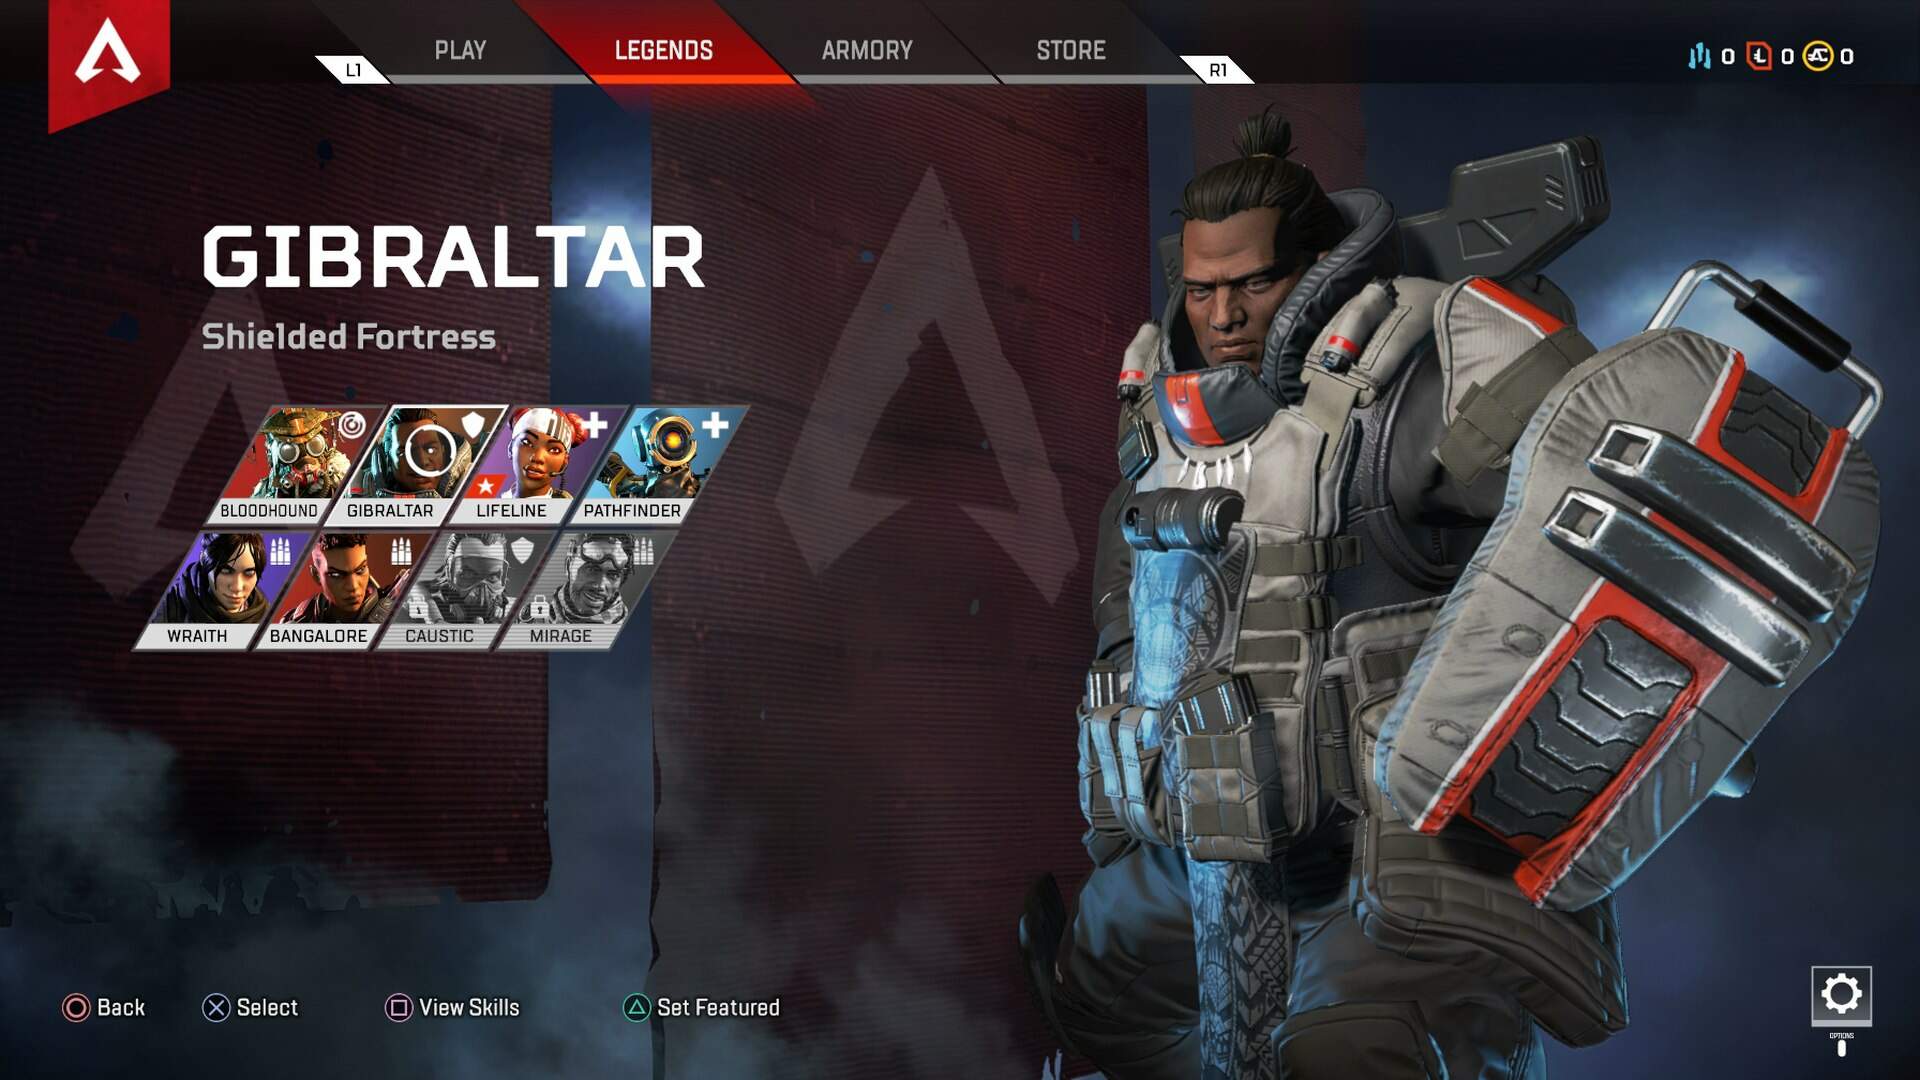 L1
PLAY
LEGENDS
ARMORY
STORE
R1
0
0
0
GIBRALTAR
Shielded Fortress
BLOODHOUND
GIBRALTAR
LIFELINE
PATHFINDER
WRAITH
BANGALORE
CAUSTIC
MIRAGE
Back
Select
View Skills
Set Featured
OPTIONS